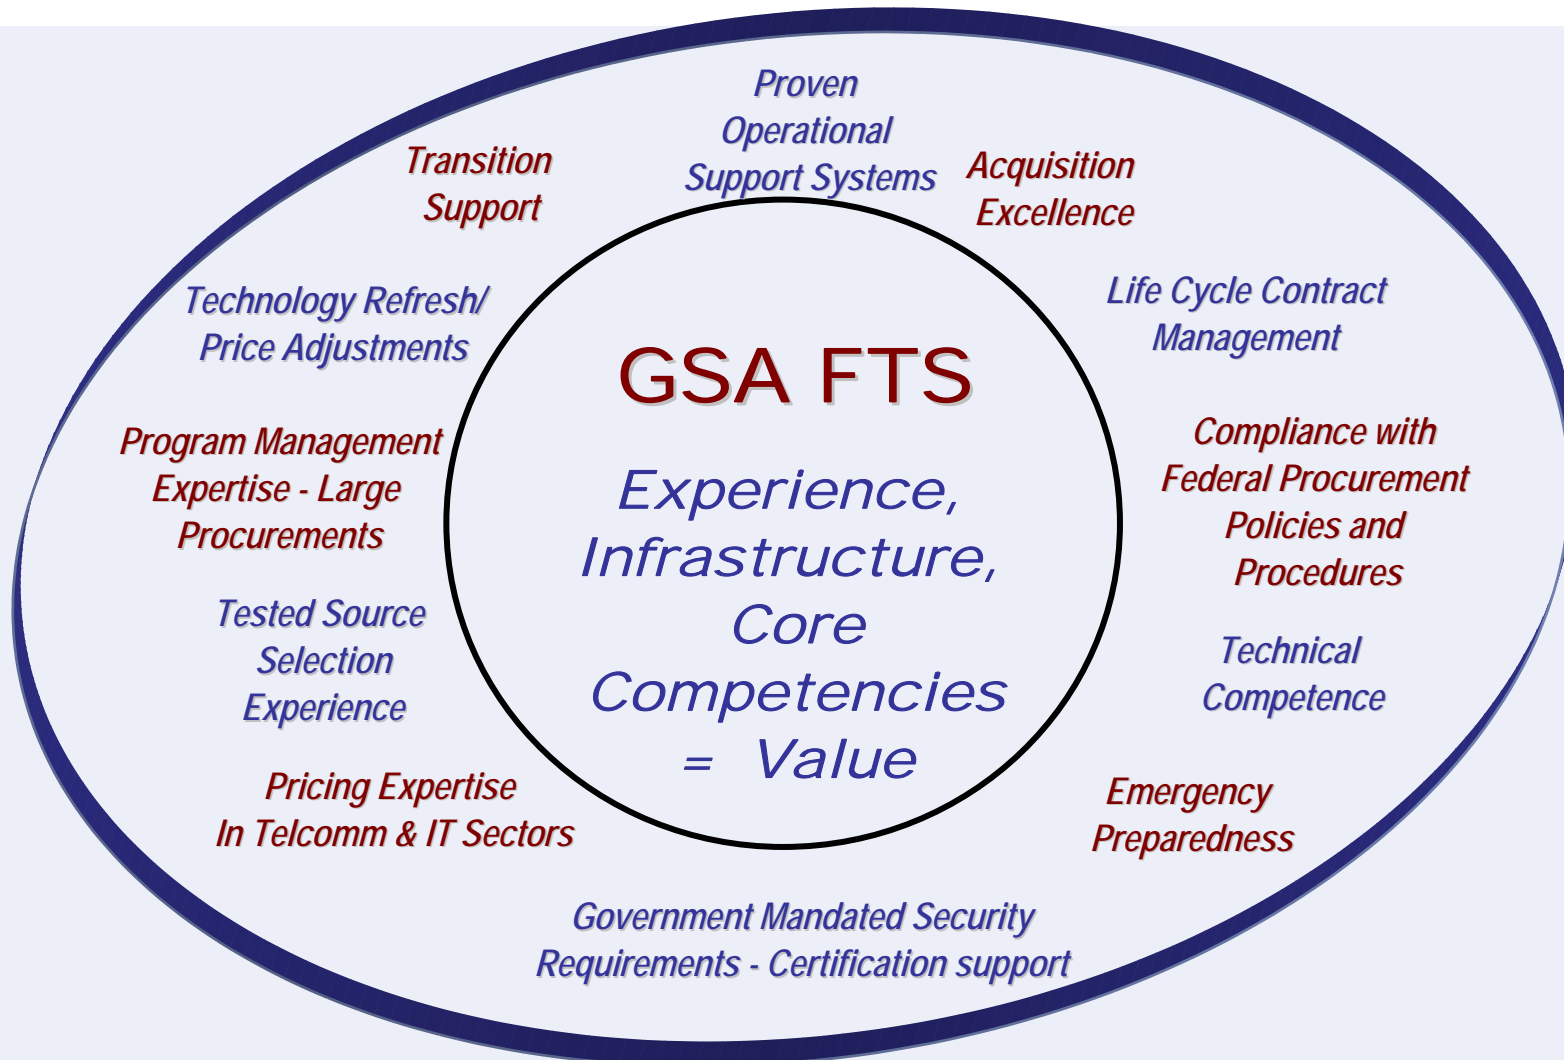 Proven
Operational
Support Systems
Transition
Support
Acquisition
Excellence
Technology Refresh/
Price Adjustments
Life Cycle Contract
Management
GSA FTS
Experience,
Infrastructure,
Core
Competencies
= Value
Program Management
Expertise - Large
Procurements
Compliance with
Federal Procurement
Policies and
Procedures
Tested Source
Selection
Experience
Technical
Competence
Pricing Expertise
In Telcomm & IT Sectors
Emergency
Preparedness
Government Mandated Security
Requirements - Certification support